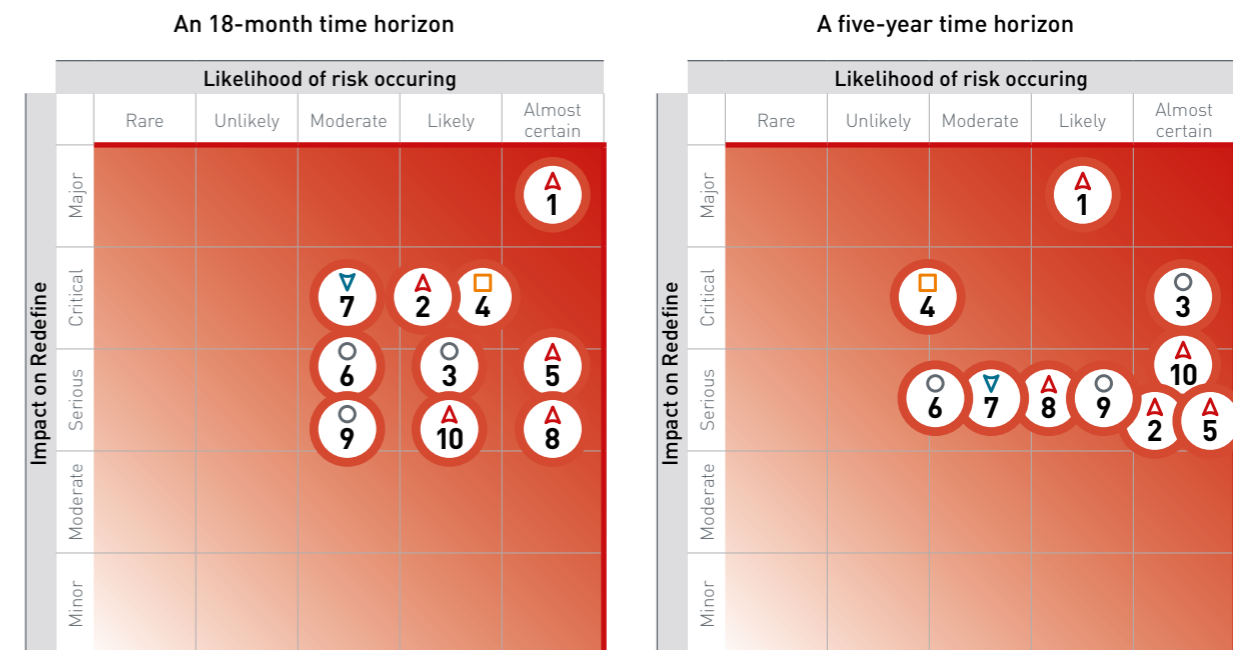 An 18-month time horizon
Likelihood of risk occuring
Rare Unlikely Moderate Likely Almost certain
Impact on Redefine
Major
Critical
Serious
Moderate
Minor
1
7 2 4
6 3 5
9 10 8
A five-year time horizon
Likelihood of risk occuring
Rare Unlikely Moderate Likely Almost certain
Impact on Redefine
Major
Critical
Serious
Moderate
Minor
1
4 3
10
6 7 8 9
2 5